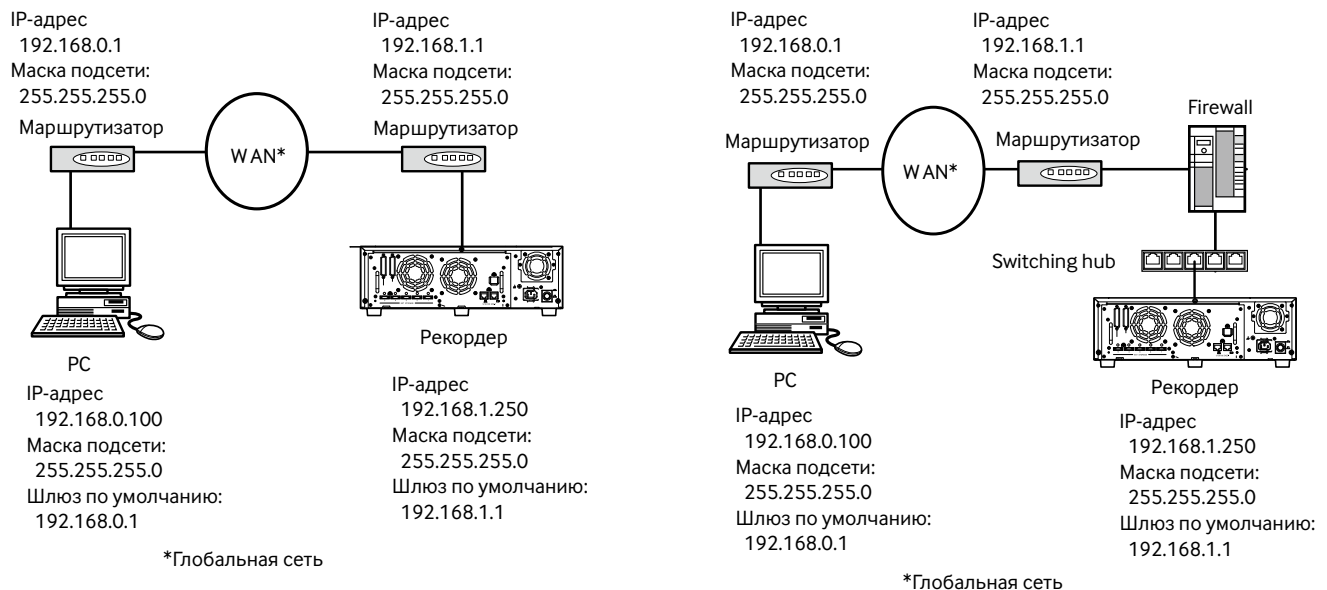 IP-адрес
192.168.0.1
Маска подсети:
255.255.255.0
Маршрутизатор
WAN*
IP-адрес
192.168.1.1
Маска подсети:
255.255.255.0
Маршрутизатор
PC
IP-адрес
192.168.0.100
Маска подсети:
255.255.255.0
Шлюз по умолчанию:
192.168.0.1
Рекордер
IP-адрес
192.168.1.250
Маска подсети:
255.255.255.0
Шлюз по умолчанию:
192.168.1.1
*Глобальная сеть
IP-адрес
192.168.0.1
Маска подсети:
255.255.255.0
Маршрутизатор
WAN*
IP-адрес
192.168.1.1
Маска подсети:
255.255.255.0
Маршрутизатор
Firewall
Switching hub
PC
IP-адрес
192.168.0.100
Маска подсети:
255.255.255.0
Шлюз по умолчанию:
192.168.0.1
Рекордер
IP-адрес
192.168.1.250
Маска подсети:
255.255.255.0
Шлюз по умолчанию:
192.168.1.1
*Глобальная сеть